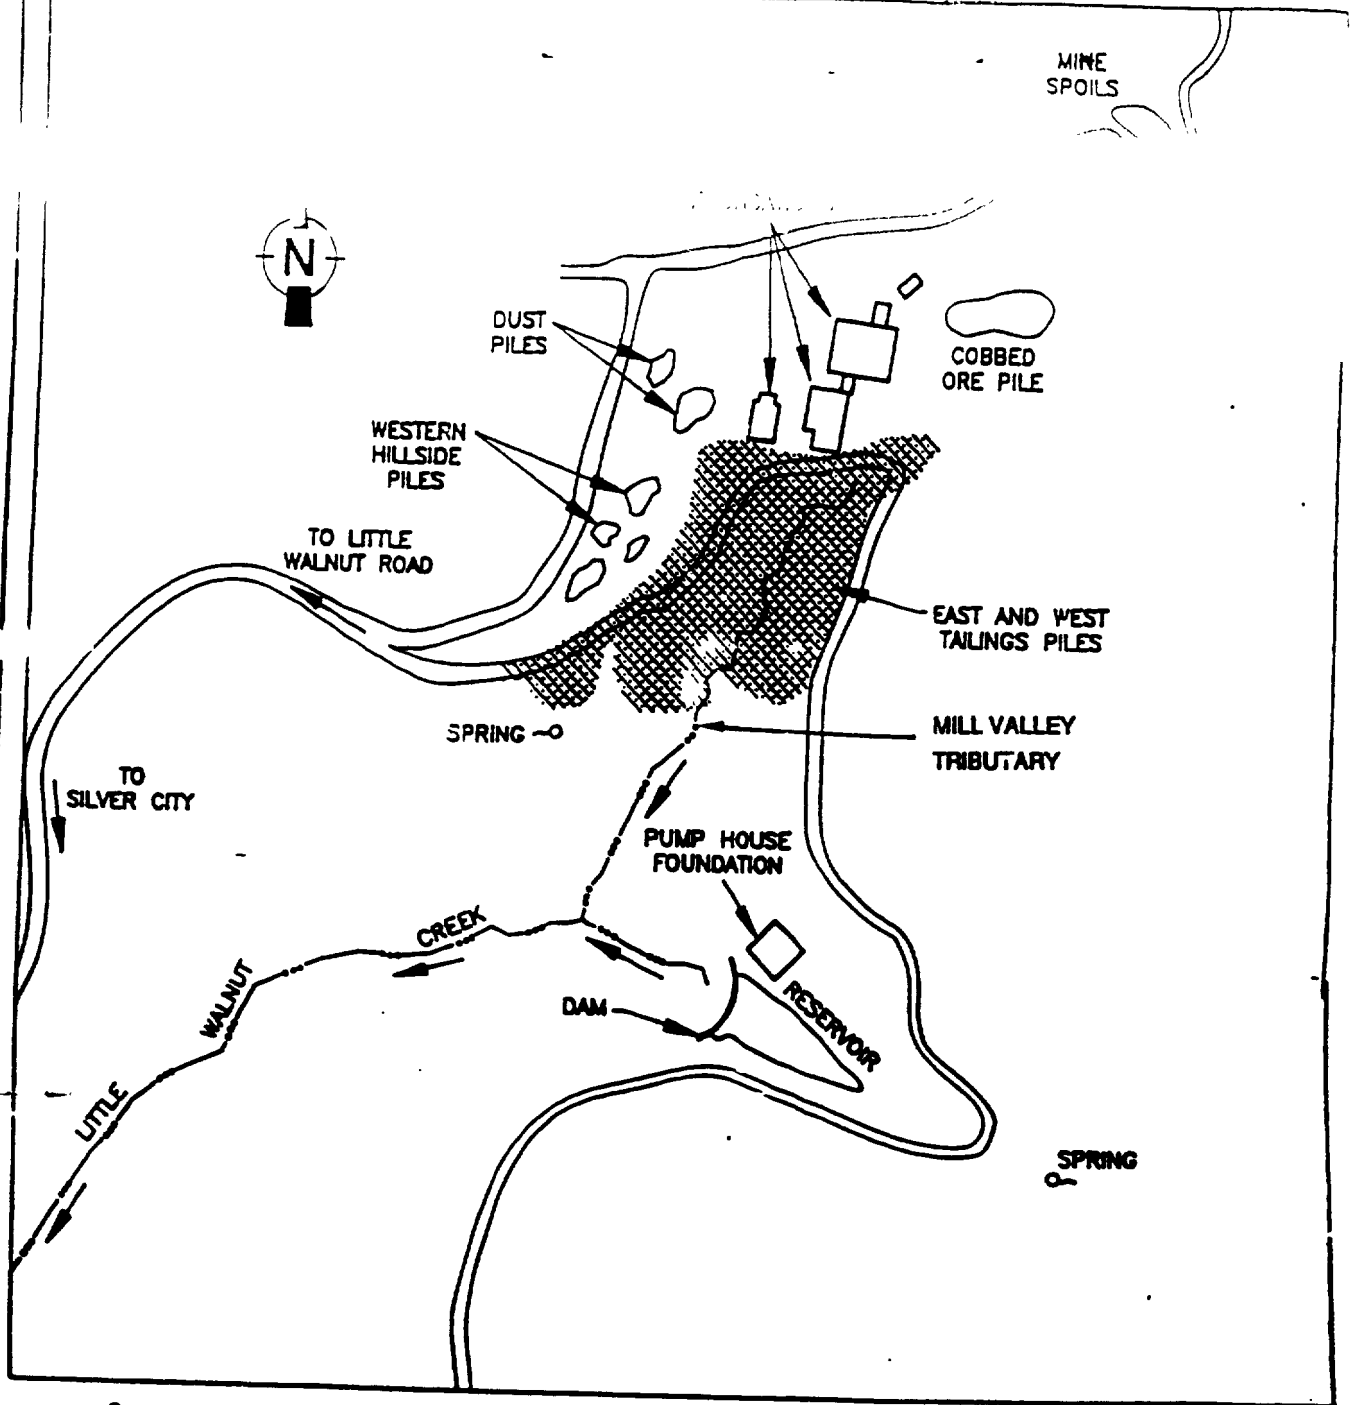 MINE
SPOILS
N
DUST
PILES
COBBED
ORE PILE
WESTERN
HILLSIDE
PILES
TO LITTLE
WALNUT ROAD
EAST AND WEST
TAILINGS PILES
SPRING
MILL VALLEY
TRIBUTARY
TO
SILVER CITY
PUMP HOUSE
FOUNDATION
CREEK
WALNUT
LITTLE
DAM
RESERVOIR
SPRING